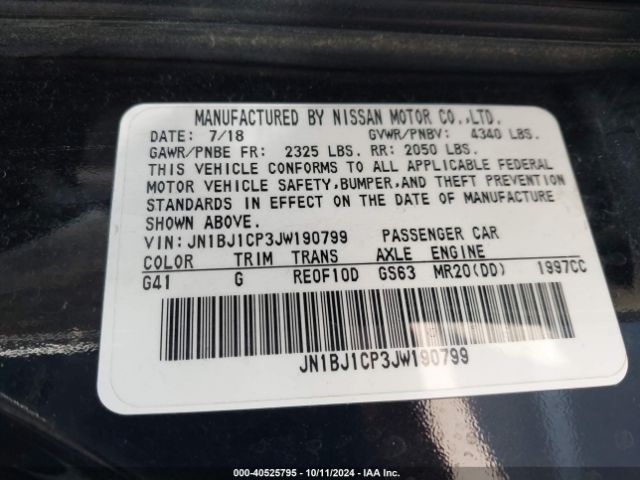 MANUFACTURED BY NISSAN MOTOR CO.,LTD.
DATE: 7/18 GVWR/PNBV: 4340 LBS.
GAWR/PNBE FR: 2325 LBS. RR: 2050 LBS.
THIS VEHICLE CONFORMS TO ALL APPLICABLE FEDERAL
MOTOR VEHICLE SAFETY, BUMPER, AND THEFT PREVENTION
STANDARDS IN EFFECT ON THE DATE OF MANUFACTURE
SHOWN ABOVE.
VIN: JN1BJ1CP3JW190799 PASSENGER CAR
COLOR TRIM TRANS AXLE ENGINE
G41 G RE0F10D GS63 MR20(DD) 1997CC
JN1BJ1CP3JW190799
000-40525795 - 10/11/2024 - IAA Inc.